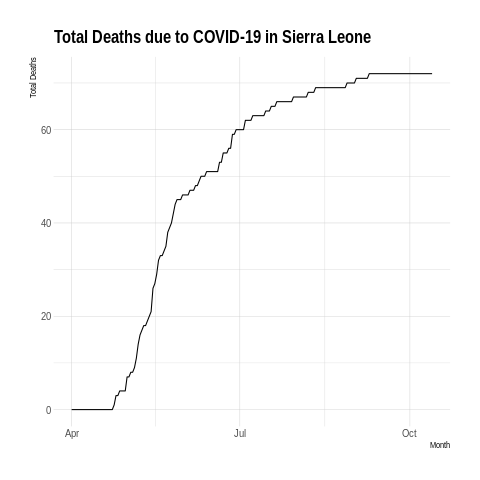 Total Deaths due to COVID-19 in Sierra Leone
Total Deaths
60
40
20
0
Apr
Jul
Oct
Month